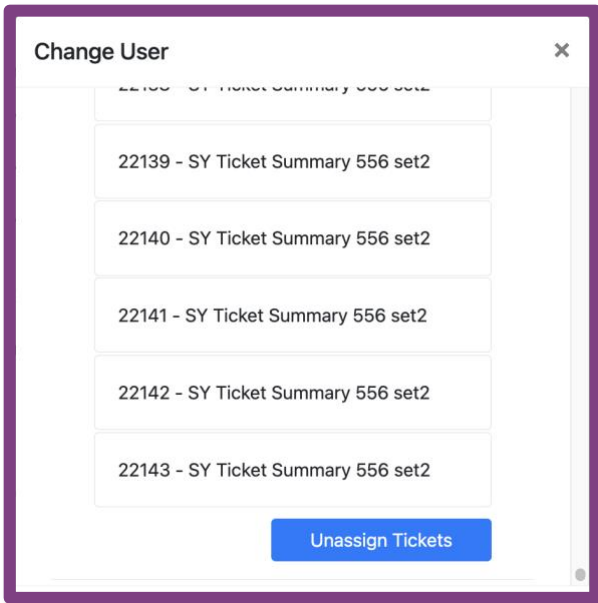 Change User
×
22139 - SY Ticket Summary 556 set2
22140 - SY Ticket Summary 556 set2
22141 - SY Ticket Summary 556 set2
22142 - SY Ticket Summary 556 set2
22143 - SY Ticket Summary 556 set2
Unassign Tickets